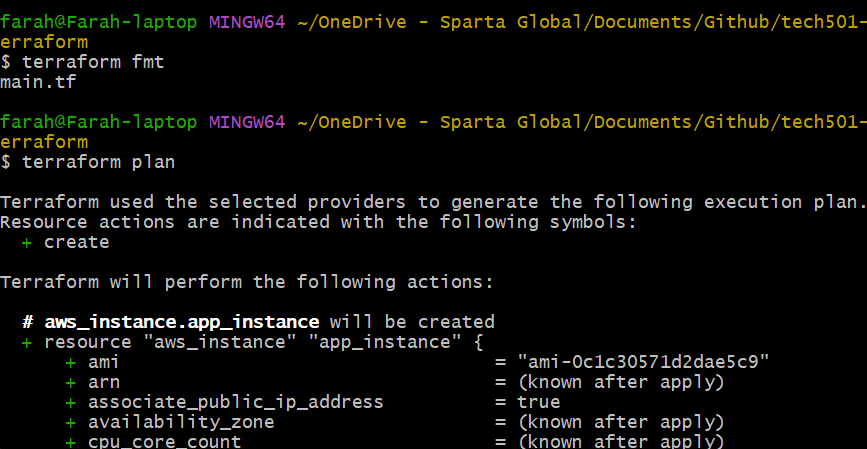 farah@Farah-laptop MINGW64 ~/OneDrive - Sparta Global/Documents/Github/tech501-
erraform
$ terraform fmt
main.tf
farah@Farah-laptop MINGW64 ~/OneDrive - Sparta Global/Documents/Github/tech501-
erraform
$ terraform plan
Terraform used the selected providers to generate the following execution plan.
Resource actions are indicated with the following symbols:
+ create
Terraform will perform the following actions:
# aws_instance.app_instance will be created
+ resource "aws_instance" "app_instance" {
+ ami = "ami-0c1c30571d2dae5c9"
+ arn = (known after apply)
+ associate_public_ip_address = true
+ availability_zone = (known after apply)
+ cpu_core_count = (known after apply)